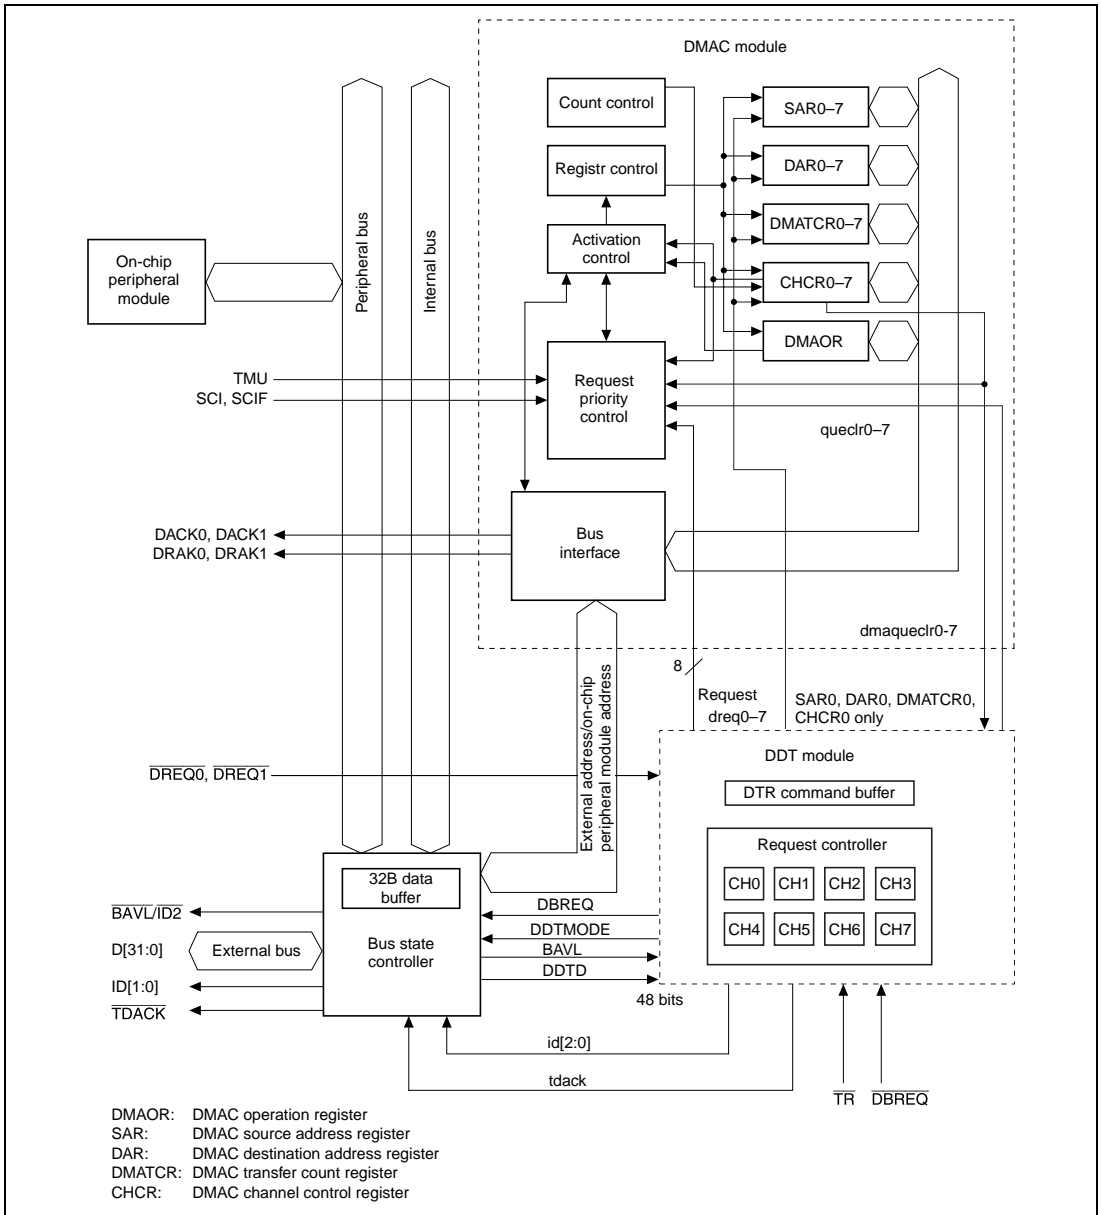 DMAC module
Count control
SAR0–7
Registr control
DAR0–7
DMATCR0–7
Activation
control
CHCR0–7
DMAOR
On-chip
peripheral
module
Peripheral bus
Internal bus
TMU
SCI, SCIF
Request
priority
control
queclr0–7
DACK0, DACK1
DRAK0, DRAK1
Bus
interface
dmaqueclr0-7
8
Request
dreq0–7
SAR0, DAR0, DMATCR0,
CHCR0 only
External address/on-chip
peripheral module address
DREQ0, DREQ1
DDT module
DTR command buffer
Request controller
CH0 CH1 CH2 CH3
CH4 CH5 CH6 CH7
32B data
buffer
Bus state
controller
BAVL/ID2
D[31:0]
External bus
ID[1:0]
TDACK
DBREQ
DDTMODE
BAVL
DDTD
48 bits
id[2:0]
tdack
TR DBREQ
DMAOR: DMAC operation register
SAR: DMAC source address register
DAR: DMAC destination address register
DMATCR: DMAC transfer count register
CHCR: DMAC channel control register